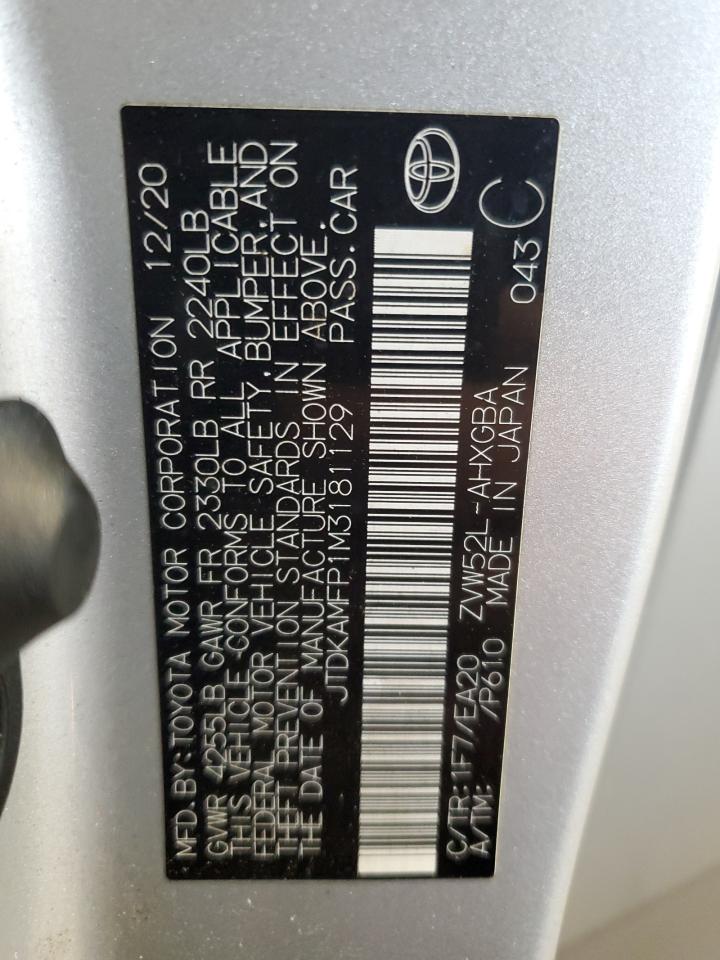 MFD.BY:TOYOTA MOTOR CORPORATION 12/20
GVWR 4255LB GAWR FR 2330LB RR 2240LB
THIS VEHICLE CONFORMS TO ALL APPLICABLE
FEDERAL MOTOR VEHICLE SAFETY,BUMPER,AND
THEFT PREVENTION STANDARDS IN EFFECT ON
THE DATE OF MANUFACTURE SHOWN ABOVE.
JTDKAMFP1M3181129 PASS.CAR
C/TR:1F7/EA20 ZVW52L-AHXGBA 043 C
A/TM: /P610 MADE IN JAPAN